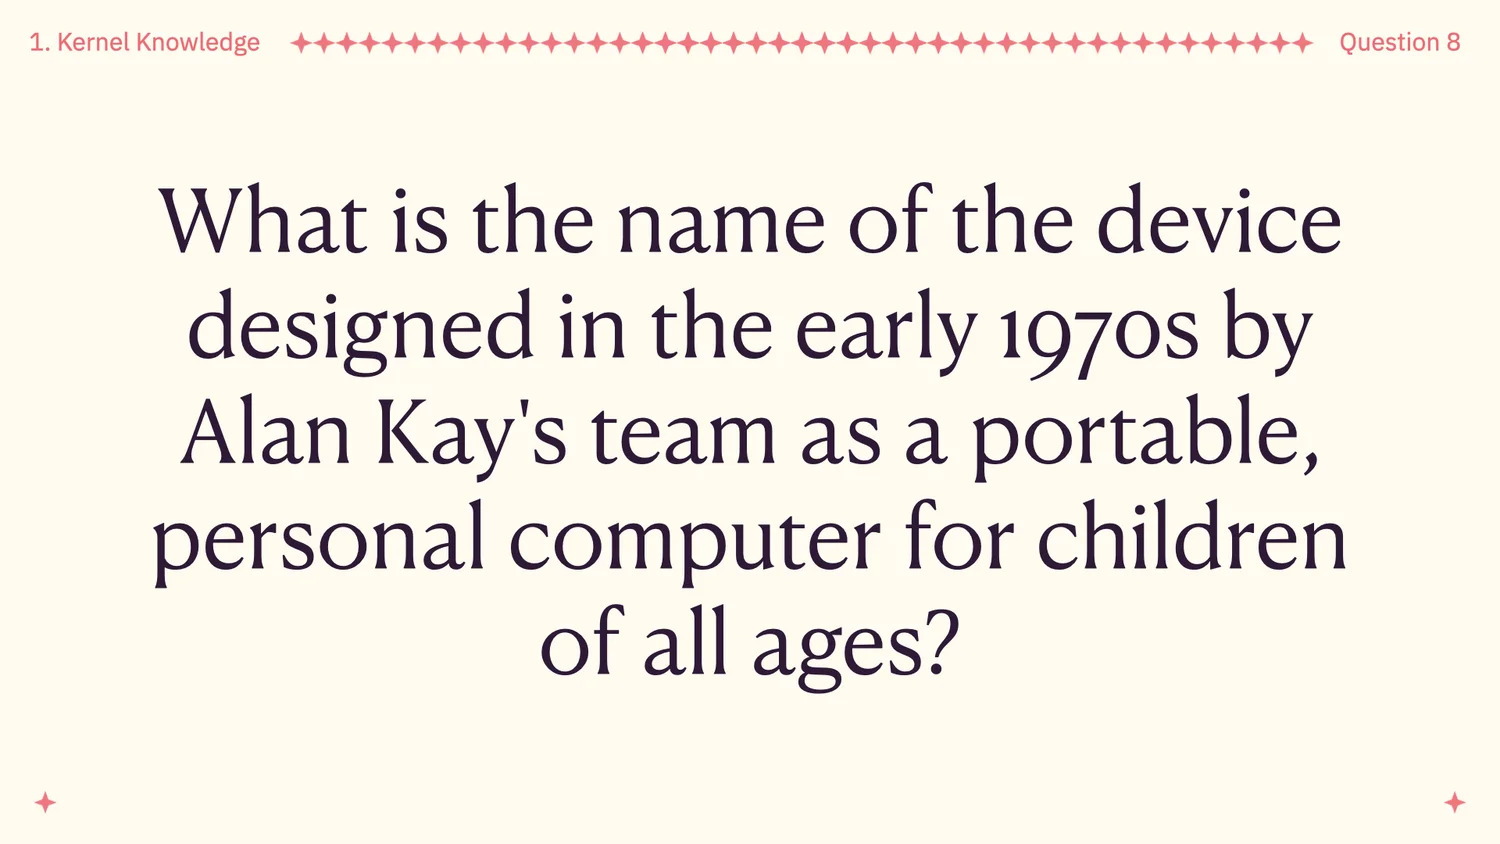 1. Kernel Knowledge
Question 8
What is the name of the device
designed in the early 1970s by
Alan Kay's team as a portable,
personal computer for children
of all ages?